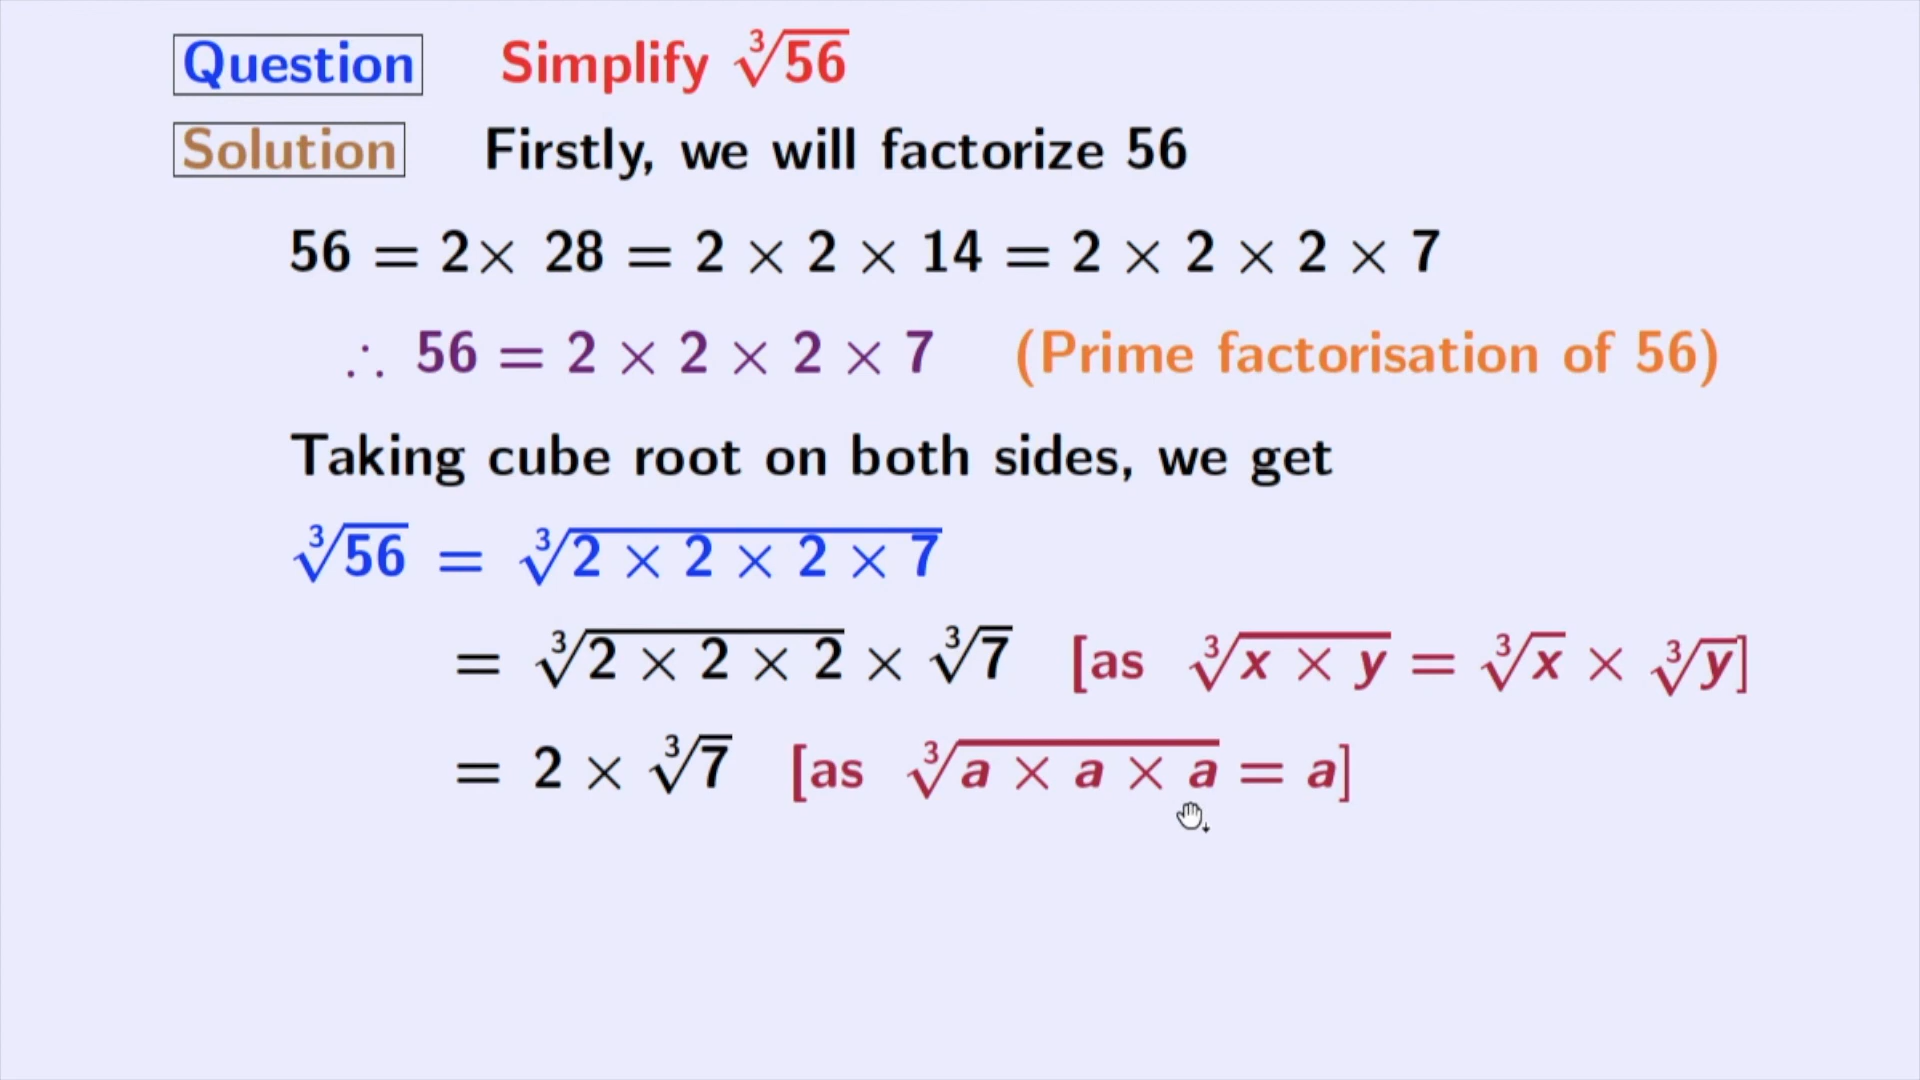 Question Simplify ∛56
Solution Firstly, we will factorize 56
56 = 2× 28 = 2 × 2 × 14 = 2 × 2 × 2 × 7
∴ 56 = 2 × 2 × 2 × 7 (Prime factorisation of 56)
Taking cube root on both sides, we get
∛56 = ∛(2 × 2 × 2 × 7)
= ∛(2 × 2 × 2) × ∛7 [as ∛(x × y) = ∛x × ∛y]
= 2 × ∛7 [as ∛(a × a × a) = a]